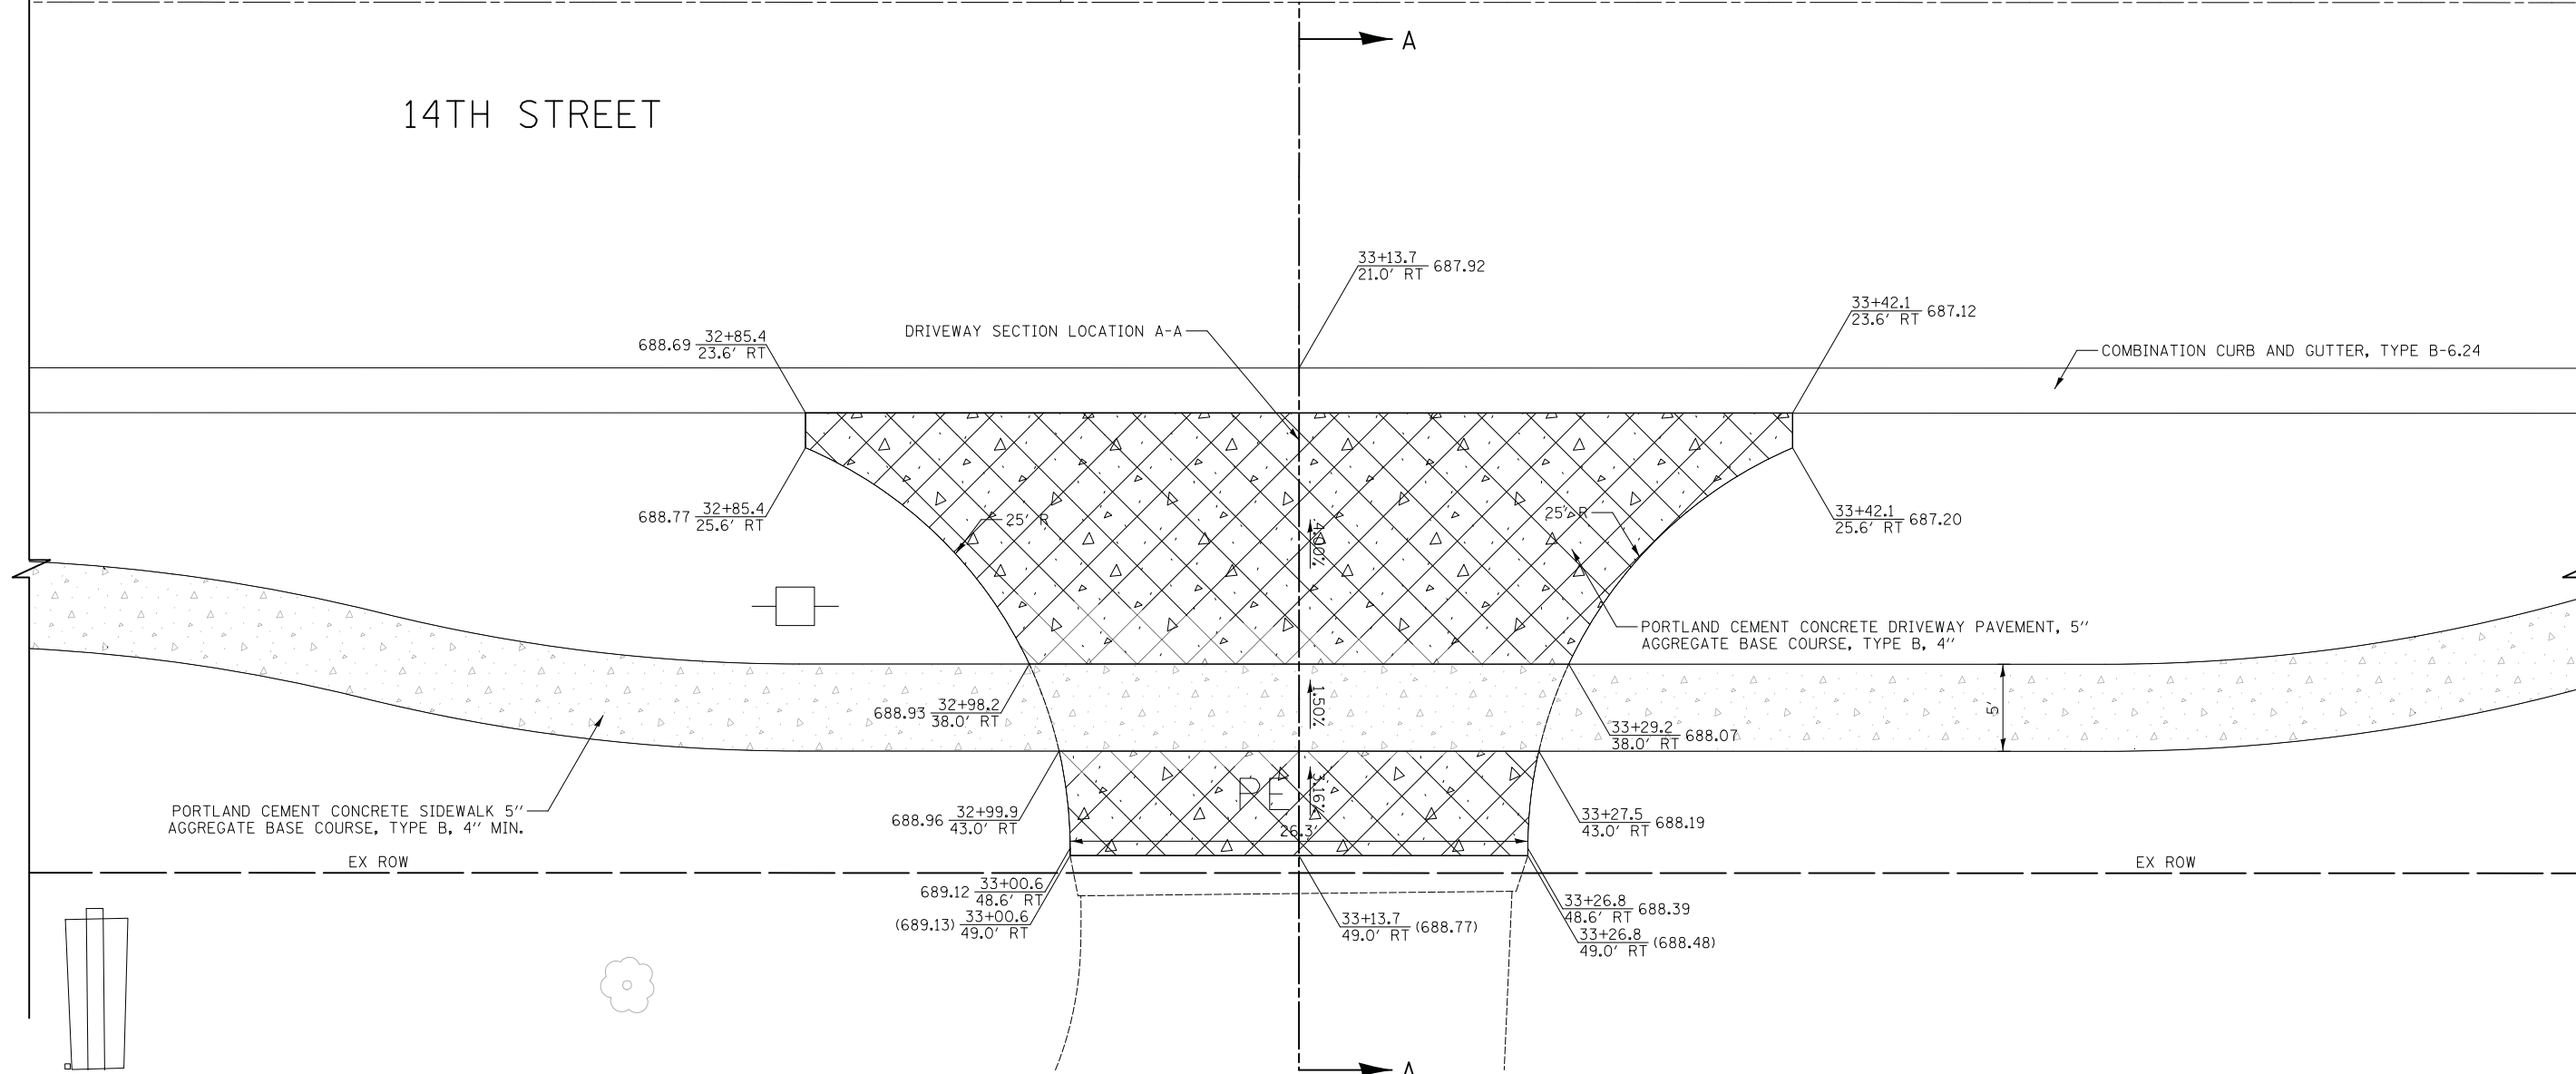 A
14TH STREET
33+13.7
21.0' RT 687.92
33+42.1
23.6' RT 687.12
688.69 32+85.4
23.6' RT
DRIVEWAY SECTION LOCATION A-A
COMBINATION CURB AND GUTTER, TYPE B-6.24
688.77 32+85.4
25.6' RT
25' R
4.00%
25' R
33+42.1
25.6' RT 687.20
PORTLAND CEMENT CONCRETE DRIVEWAY PAVEMENT, 5"
AGGREGATE BASE COURSE, TYPE B, 4"
688.93 32+98.2
38.0' RT
1.50%
33+29.2
38.0' RT 688.07
5'
PORTLAND CEMENT CONCRETE SIDEWALK 5"
AGGREGATE BASE COURSE, TYPE B, 4" MIN.
688.96 32+99.9
43.0' RT
PE
3.16%
26.3'
33+27.5
43.0' RT 688.19
EX ROW
EX ROW
689.12 33+00.6
48.6' RT
(689.13) 33+00.6
49.0' RT
33+13.7
49.0' RT (688.77)
33+26.8
48.6' RT 688.39
33+26.8
49.0' RT (688.48)
A